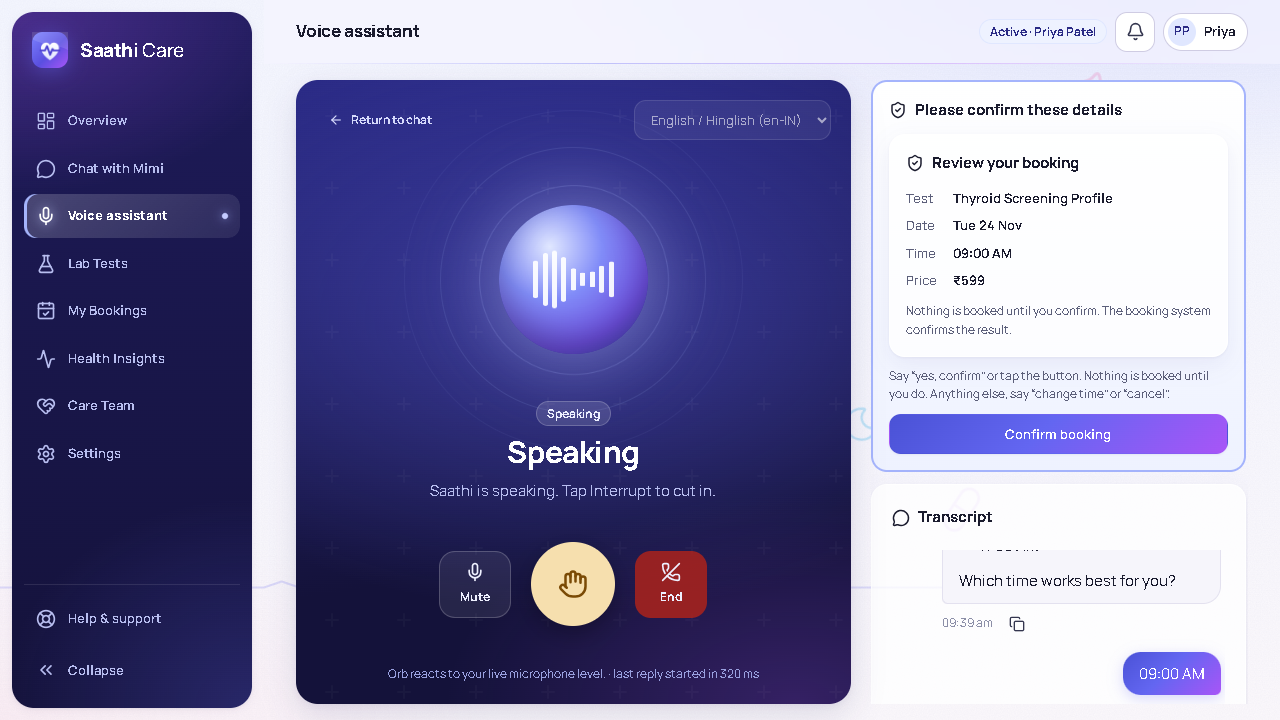 Saathi Care
Overview
Chat with Mimi
Voice assistant
Lab Tests
My Bookings
Health Insights
Care Team
Settings
Help & support
Collapse
Voice assistant
Active · Priya Patel
PP
Priya
Return to chat
English / Hinglish (en-IN)
Speaking
Speaking
Saathi is speaking. Tap Interrupt to cut in.
Mute
End
Orb reacts to your live microphone level. · last reply started in 320 ms
Please confirm these details
Review your booking
Test Thyroid Screening Profile
Date Tue 24 Nov
Time 09:00 AM
Price ₹599
Nothing is booked until you confirm. The booking system
confirms the result.
Say “yes, confirm” or tap the button. Nothing is booked until
you do. Anything else, say “change time” or “cancel”.
Confirm booking
Transcript
Which time works best for you?
09:39 am
09:00 AM